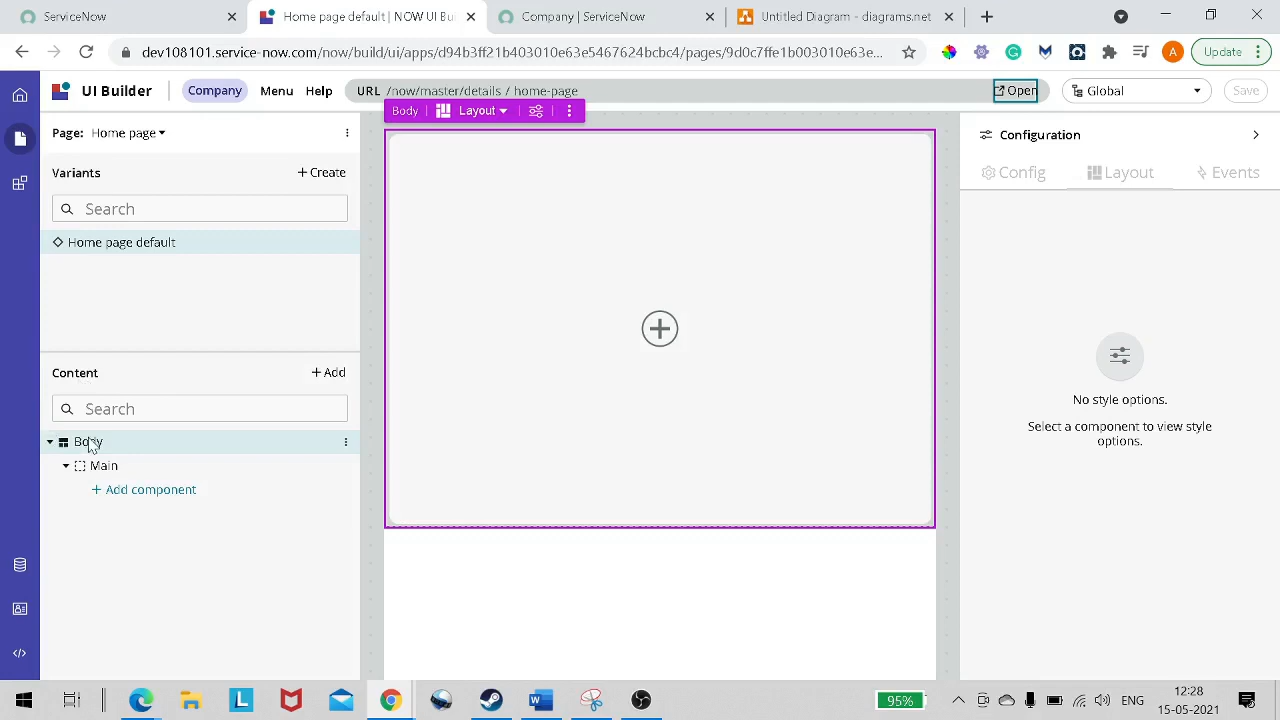 ServiceNow
Homepage default | NOW UI Build
Company | ServiceNow
Untitled Diagram - diagrams.net
dev108101.service-now.com/now/build/ui/apps/d94b3ff21b403010e63e5467624bcbc4/pages/9d0c7ffe1b003010e63e...
A
Update
UI Builder
Company
Menu
Help
URL /now/master/details / home-page
Open
Global
Save
Body
Layout
Page: Home page
Configuration
Variants
+ Create
Config
Layout
Events
Search
Home page default
Content
+ Add
No style options.
Search
Select a component to view style
options.
Body
Main
+ Add component
95%
ENG
12:28
15-05-2021